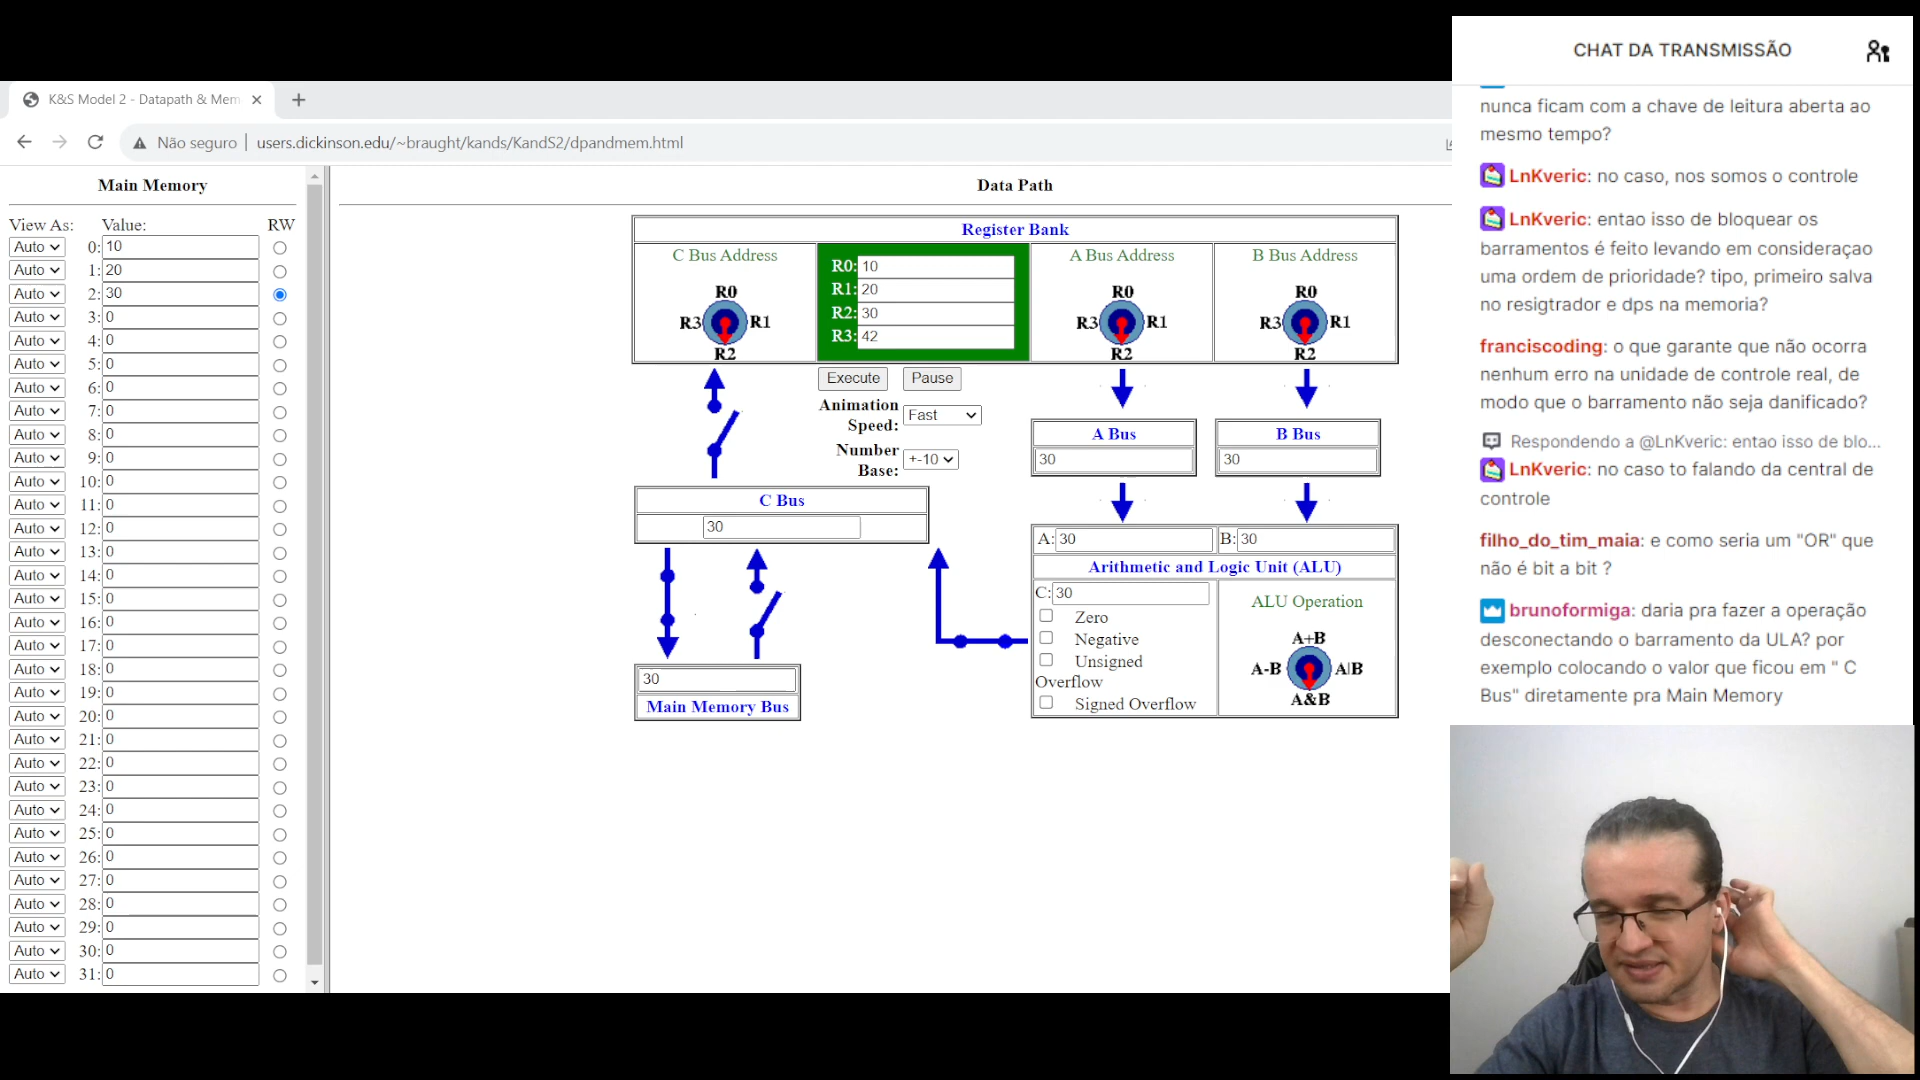 K&S Model 2 - Datapath & Mem
Não seguro
users.dickinson.edu/~braught/kands/KandS2/dpandmem.html
Main Memory
View As: Value: RW
Auto 0: 10
Auto 1: 20
Auto 2: 30
Auto 3: 0
Auto 4: 0
Auto 5: 0
Auto 6: 0
Auto 7: 0
Auto 8: 0
Auto 9: 0
Auto 10: 0
Auto 11: 0
Auto 12: 0
Auto 13: 0
Auto 14: 0
Auto 15: 0
Auto 16: 0
Auto 17: 0
Auto 18: 0
Auto 19: 0
Auto 20: 0
Auto 21: 0
Auto 22: 0
Auto 23: 0
Auto 24: 0
Auto 25: 0
Auto 26: 0
Auto 27: 0
Auto 28: 0
Auto 29: 0
Auto 30: 0
Auto 31: 0
Data Path
Register Bank
C Bus Address
R0
R3 R1
R2
R0: 10
R1: 20
R2: 30
R3: 42
A Bus Address
R0
R3 R1
R2
B Bus Address
R0
R3 R1
R2
Execute Pause
Animation
Speed: Fast
Number
Base: +-10
A Bus
30
B Bus
30
C Bus
30
A: 30 B: 30
Arithmetic and Logic Unit (ALU)
C: 30
Zero
Negative
Unsigned
Overflow
Signed Overflow
ALU Operation
A+B
A-B A|B
A&B
30
Main Memory Bus
CHAT DA TRANSMISSÃO
nunca ficam com a chave de leitura aberta ao
mesmo tempo?
LnKveric: no caso, nos somos o controle
LnKveric: entao isso de bloquear os
barramentos é feito levando em consideraçao
uma ordem de prioridade? tipo, primeiro salva
no resigtrador e dps na memoria?
franciscoding: o que garante que não ocorra
nenhum erro na unidade de controle real, de
modo que o barramento não seja danificado?
Respondendo a @LnKveric: entao isso de blo...
LnKveric: no caso to falando da central de
controle
filho_do_tim_maia: e como seria um "OR" que
não é bit a bit ?
brunoformiga: daria pra fazer a operação
desconectando o barramento da ULA? por
exemplo colocando o valor que ficou em " C
Bus" diretamente pra Main Memory